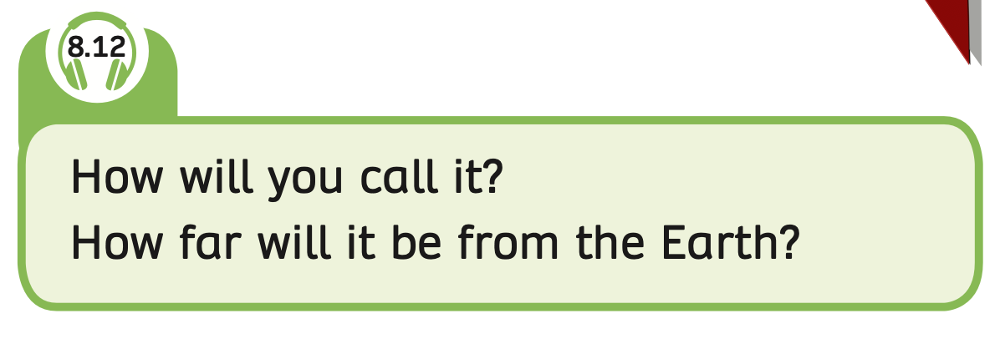 8.12
How will you call it?
How far will it be from the Earth?